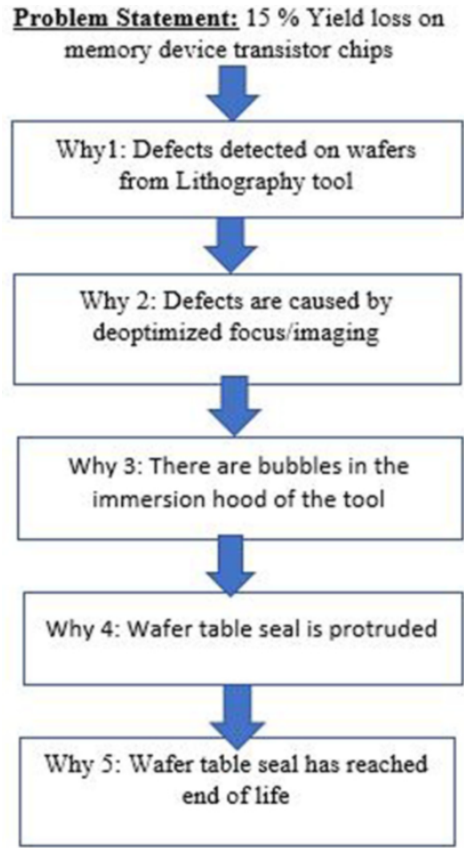 Problem Statement: 15 % Yield loss on
memory device transistor chips
Why1: Defects detected on wafers
from Lithography tool
Why 2: Defects are caused by
deoptimized focus/imaging
Why 3: There are bubbles in the
immersion hood of the tool
Why 4: Wafer table seal is protruded
Why 5: Wafer table seal has reached
end of life